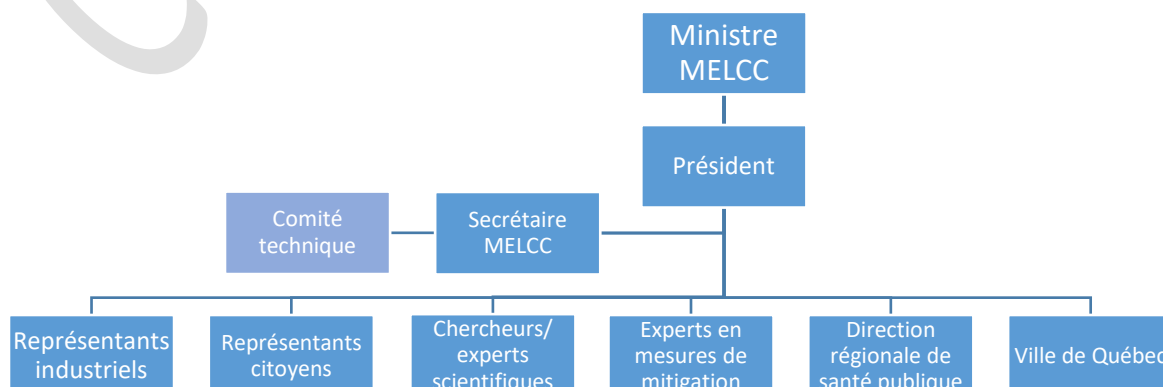 Ministre
MELCC
Président
Comité
technique
Secrétaire
MELCC
Représentants
industriels
Représentants
citoyens
Chercheurs/
experts
scientifiques
Experts en
mesures de
mitigation
Direction
régionale de
santé publique
Ville de Québec